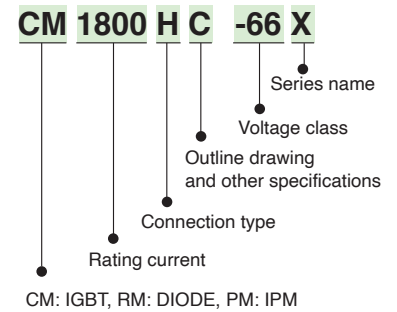 CM 1800 H C -66 X
Series name
Voltage class
Outline drawing
and other specifications
Connection type
Rating current
CM: IGBT, RM: DIODE, PM: IPM